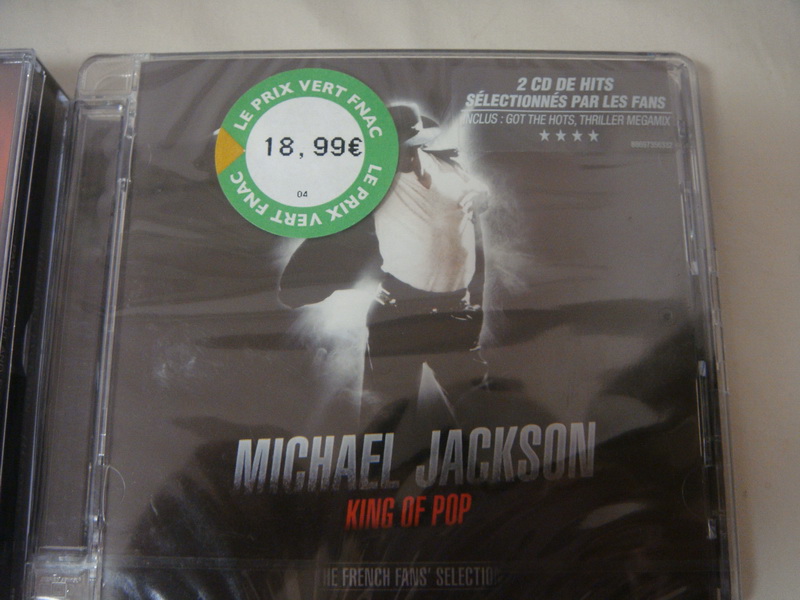 LE PRIX VERT FNAC
18,99€
04
LE PRIX VERT FNAC
2 CD DE HITS
SÉLECTIONNÉS PAR LES FANS
INCLUS : GOT THE HOTS, THRILLER MEGAMIX
MICHAEL JACKSON
KING OF POP
THE FRENCH FANS' SELECTION